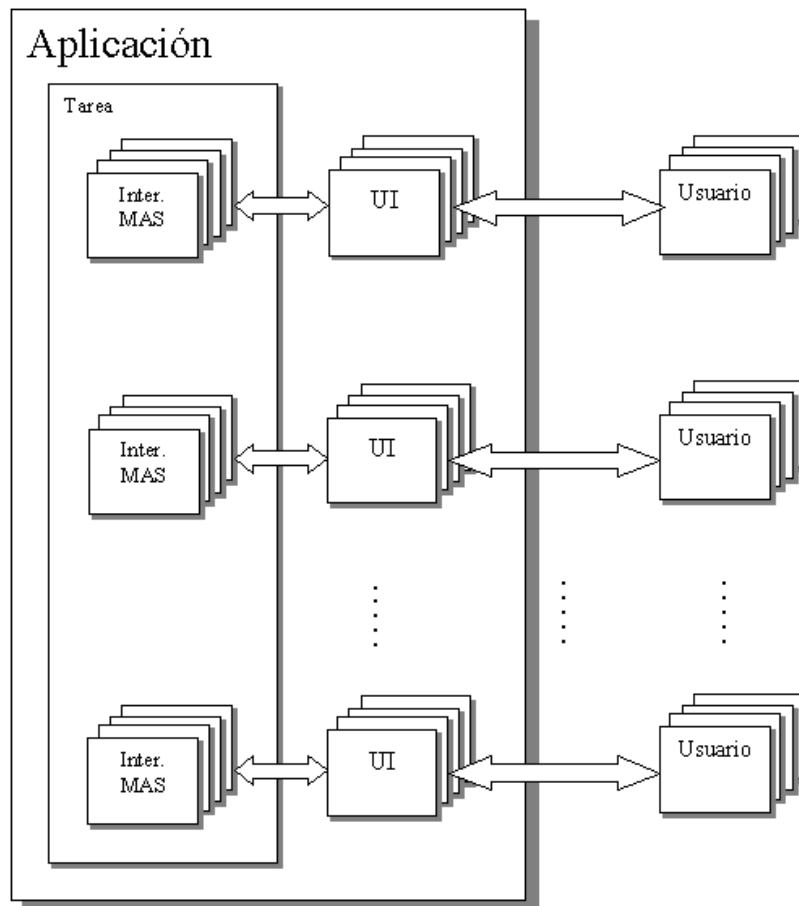 Aplicación
Tarea
Inter.
MAS
UI
Usuario
Inter.
MAS
UI
Usuario
Inter.
MAS
UI
Usuario